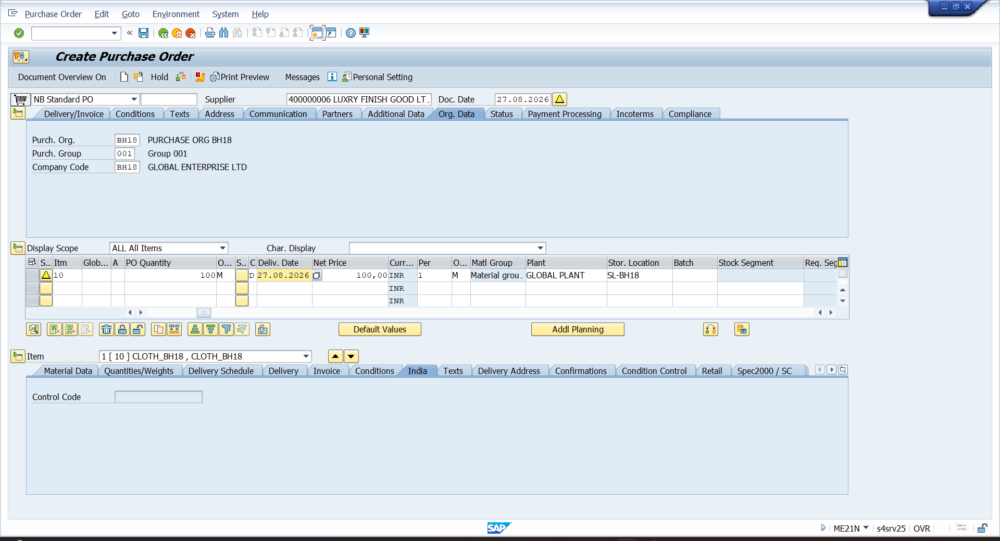 Purchase Order Edit Goto Environment System Help
Create Purchase Order
Document Overview On Hold Print Preview Messages Personal Setting
NB Standard PO Supplier 400000006 LUXRY FINISH GOOD LT… Doc. Date 27.08.2026
Delivery/Invoice Conditions Texts Address Communication Partners Additional Data Org. Data Status Payment Processing Incoterms Compliance
Purch. Org. BH18 PURCHASE ORG BH18
Purch. Group 001 Group 001
Company Code BH18 GLOBAL ENTERPRISE LTD
Display Scope ALL All Items Char. Display
S... Itm Glob... A PO Quantity O... S... C Deliv. Date Net Price Curr... Per O... Matl Group Plant Stor. Location Batch Stock Segment Req. Seg
10 100 M D 27.08.2026 100,00 INR 1 M Material grou… GLOBAL PLANT SL-BH18
INR
INR
Default Values Addl Planning
Item 1 [ 10 ] CLOTH_BH18 , CLOTH_BH18
Material Data Quantities/Weights Delivery Schedule Delivery Invoice Conditions India Texts Delivery Address Confirmations Condition Control Retail Spec2000 / SC
Control Code
SAP ME21N s4srv25 OVR